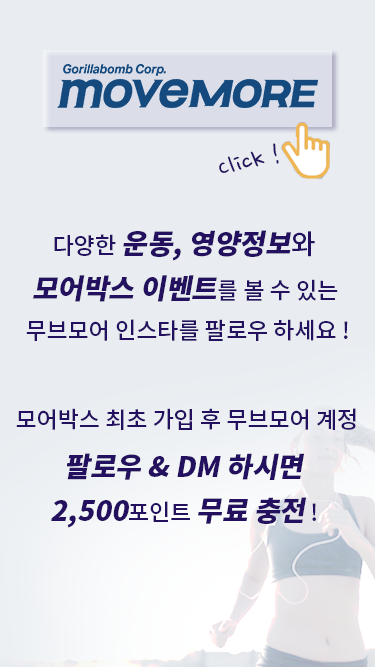 Gorillabomb Corp.
moveMORE
click !
다양한 운동, 영양정보와
모어박스 이벤트를 볼 수 있는
무브모어 인스타를 팔로우 하세요 !
모어박스 최초 가입 후 무브모어 계정
팔로우 & DM 하시면
2,500포인트 무료 충전 !